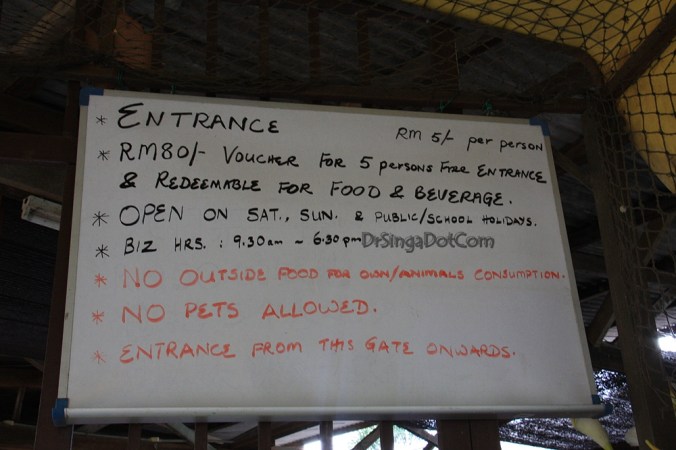 * ENTRANCE RM 5/- per person
* RM80/- VOUCHER FOR 5 persons FREE ENTRANCE
& REDEEMABLE FOR FOOD & BEVERAGE.
* OPEN ON SAT., SUN. & PUBLIC/SCHOOL HOLIDAYS.
* BIZ HRS. : 9.30am ~ 6.30pm DrSingaDotCom
* NO OUTSIDE FOOD FOR OWN/ANIMALS CONSUMPTION.
* NO PETS ALLOWED.
* ENTRANCE FROM THIS GATE ONWARDS.